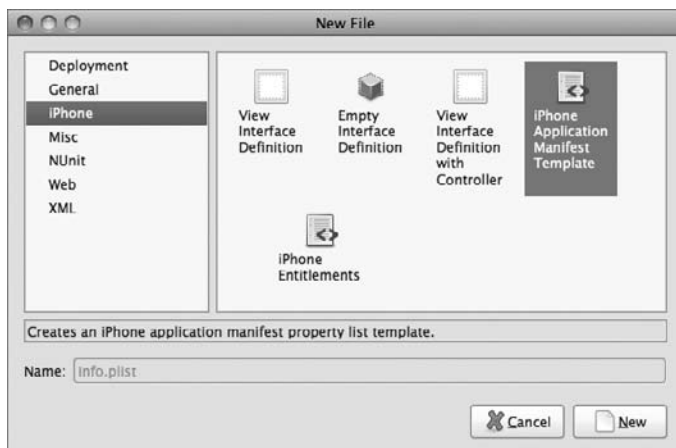 New File
Deployment
General
iPhone
Misc
NUnit
Web
XML
View
Interface
Definition
Empty
Interface
Definition
View
Interface
Definition
with
Controller
iPhone
Application
Manifest
Template
iPhone
Entitlements
Creates an iPhone application manifest property list template.
Name: Info.plist
Cancel
New